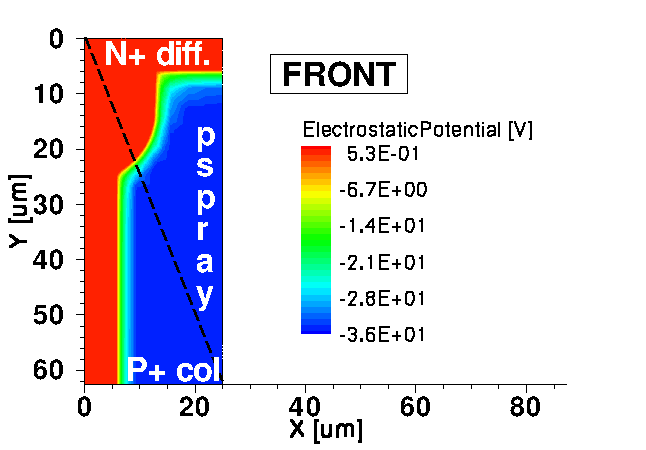 FRONT
N+ diff.
pspray
P+ col
ElectrostaticPotential [V]
5.3E-01
-6.7E+00
-1.4E+01
-2.1E+01
-2.8E+01
-3.6E+01
Y [um]
0
10
20
30
40
50
60
0 20 40 60 80
X [um]